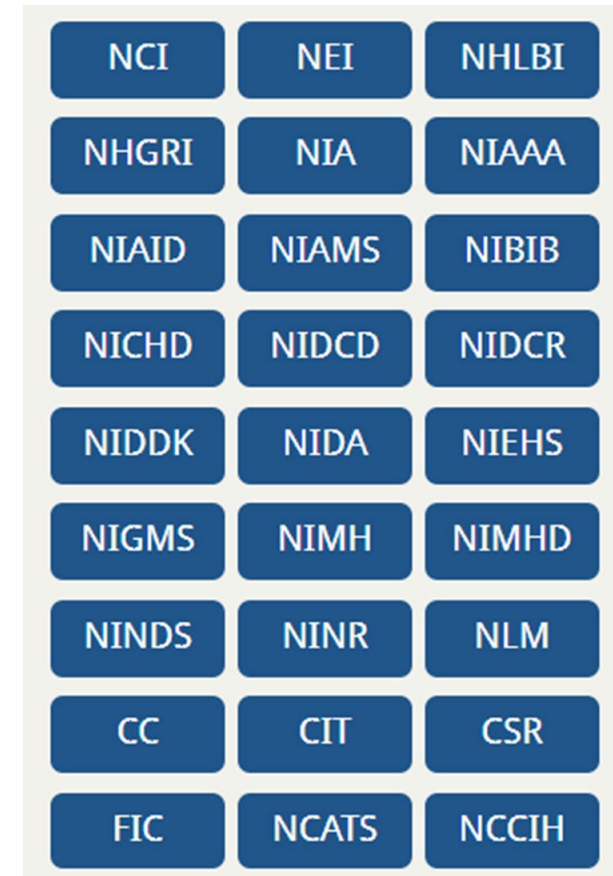 NCI NEI NHLBI
NHGRI NIA NIAAA
NIAID NIAMS NIBIB
NICHD NIDCD NIDCR
NIDDK NIDA NIEHS
NIGMS NIMH NIMHD
NINDS NINR NLM
CC CIT CSR
FIC NCATS NCCIH